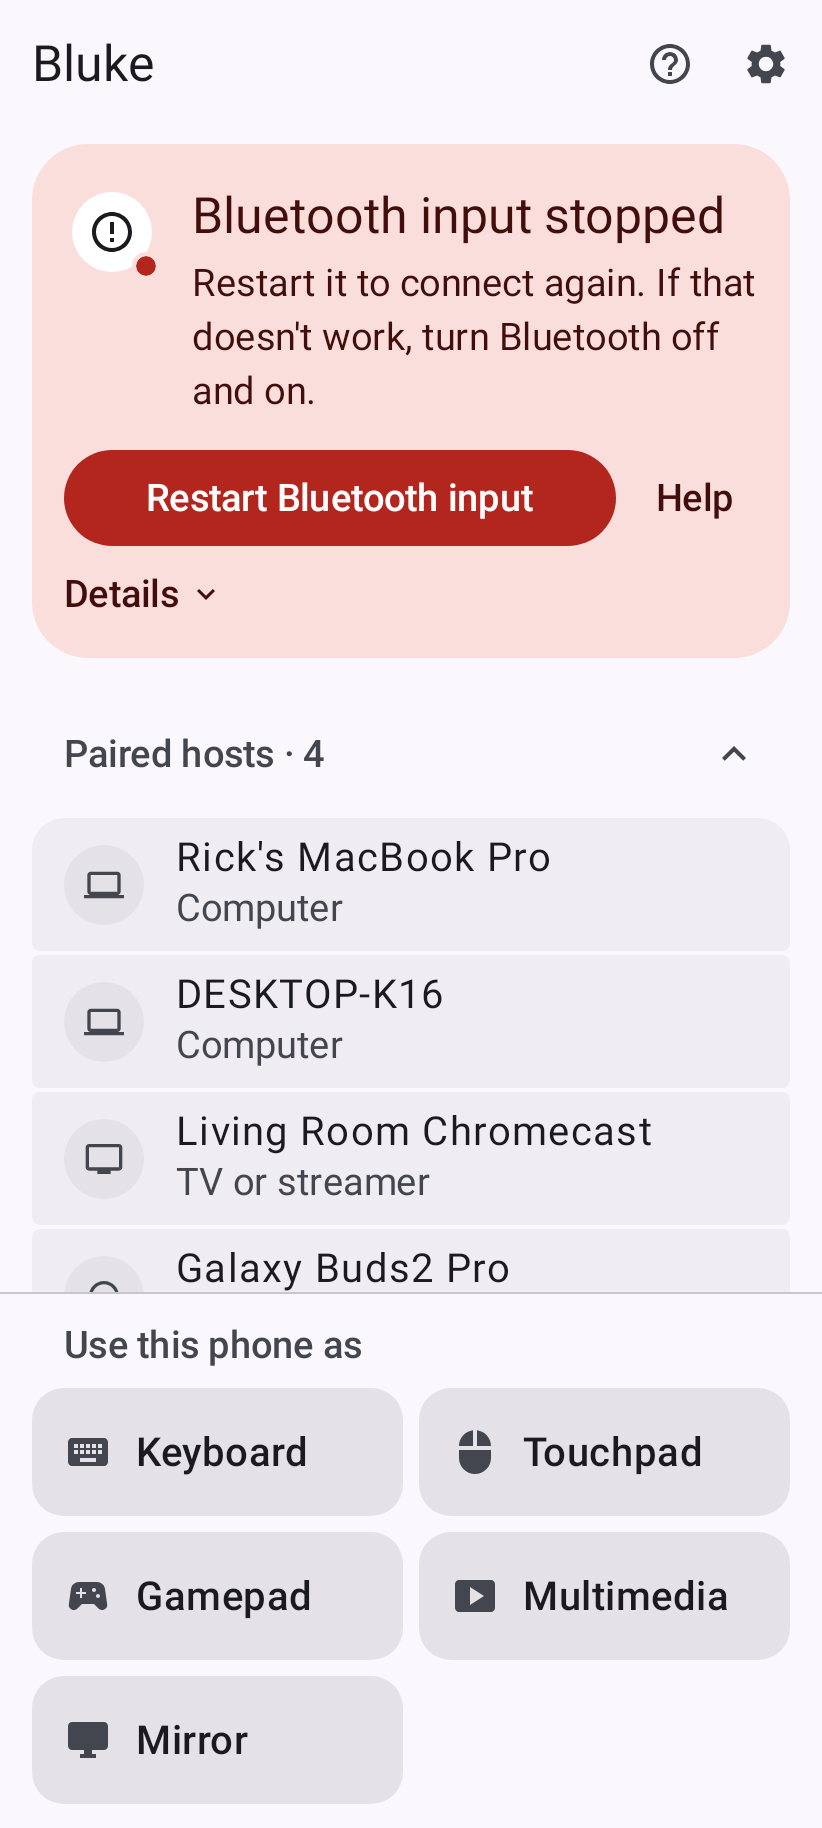 Bluke
Bluetooth input stopped
Restart it to connect again. If that
doesn't work, turn Bluetooth off
and on.
Restart Bluetooth input
Help
Details
Paired hosts · 4
Rick's MacBook Pro
Computer
DESKTOP-K16
Computer
Living Room Chromecast
TV or streamer
Galaxy Buds2 Pro
Use this phone as
Keyboard
Touchpad
Gamepad
Multimedia
Mirror